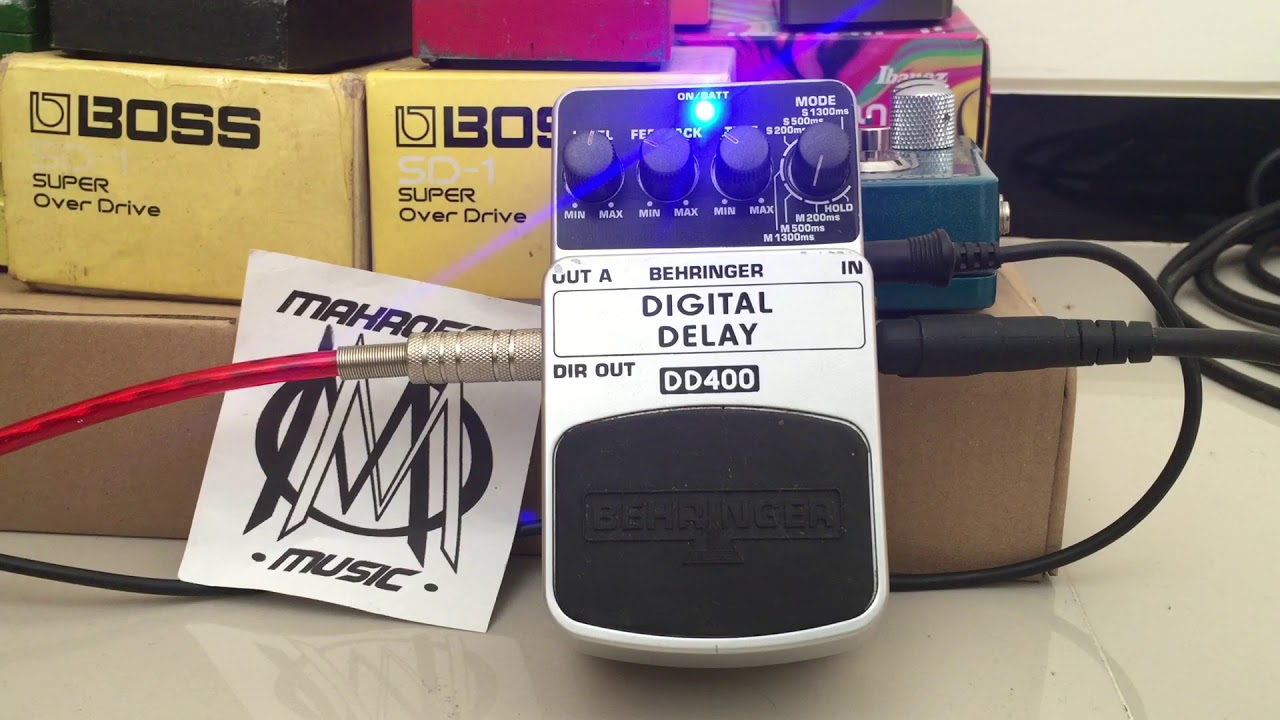 BOSS
SD-1
SUPER
Over Drive
BOSS
SD-1
SUPER
Over Drive
Ibanez
ON/BATT
MODE
S 1300ms
S 500ms
S 200ms
MIN MAX
MIN MAX
MIN MAX
HOLD
M 200ms
M 500ms
M 1300ms
OUT A
BEHRINGER
IN
DIGITAL
DELAY
DIR OUT
DD400
BEHRINGER
• MUSIC •